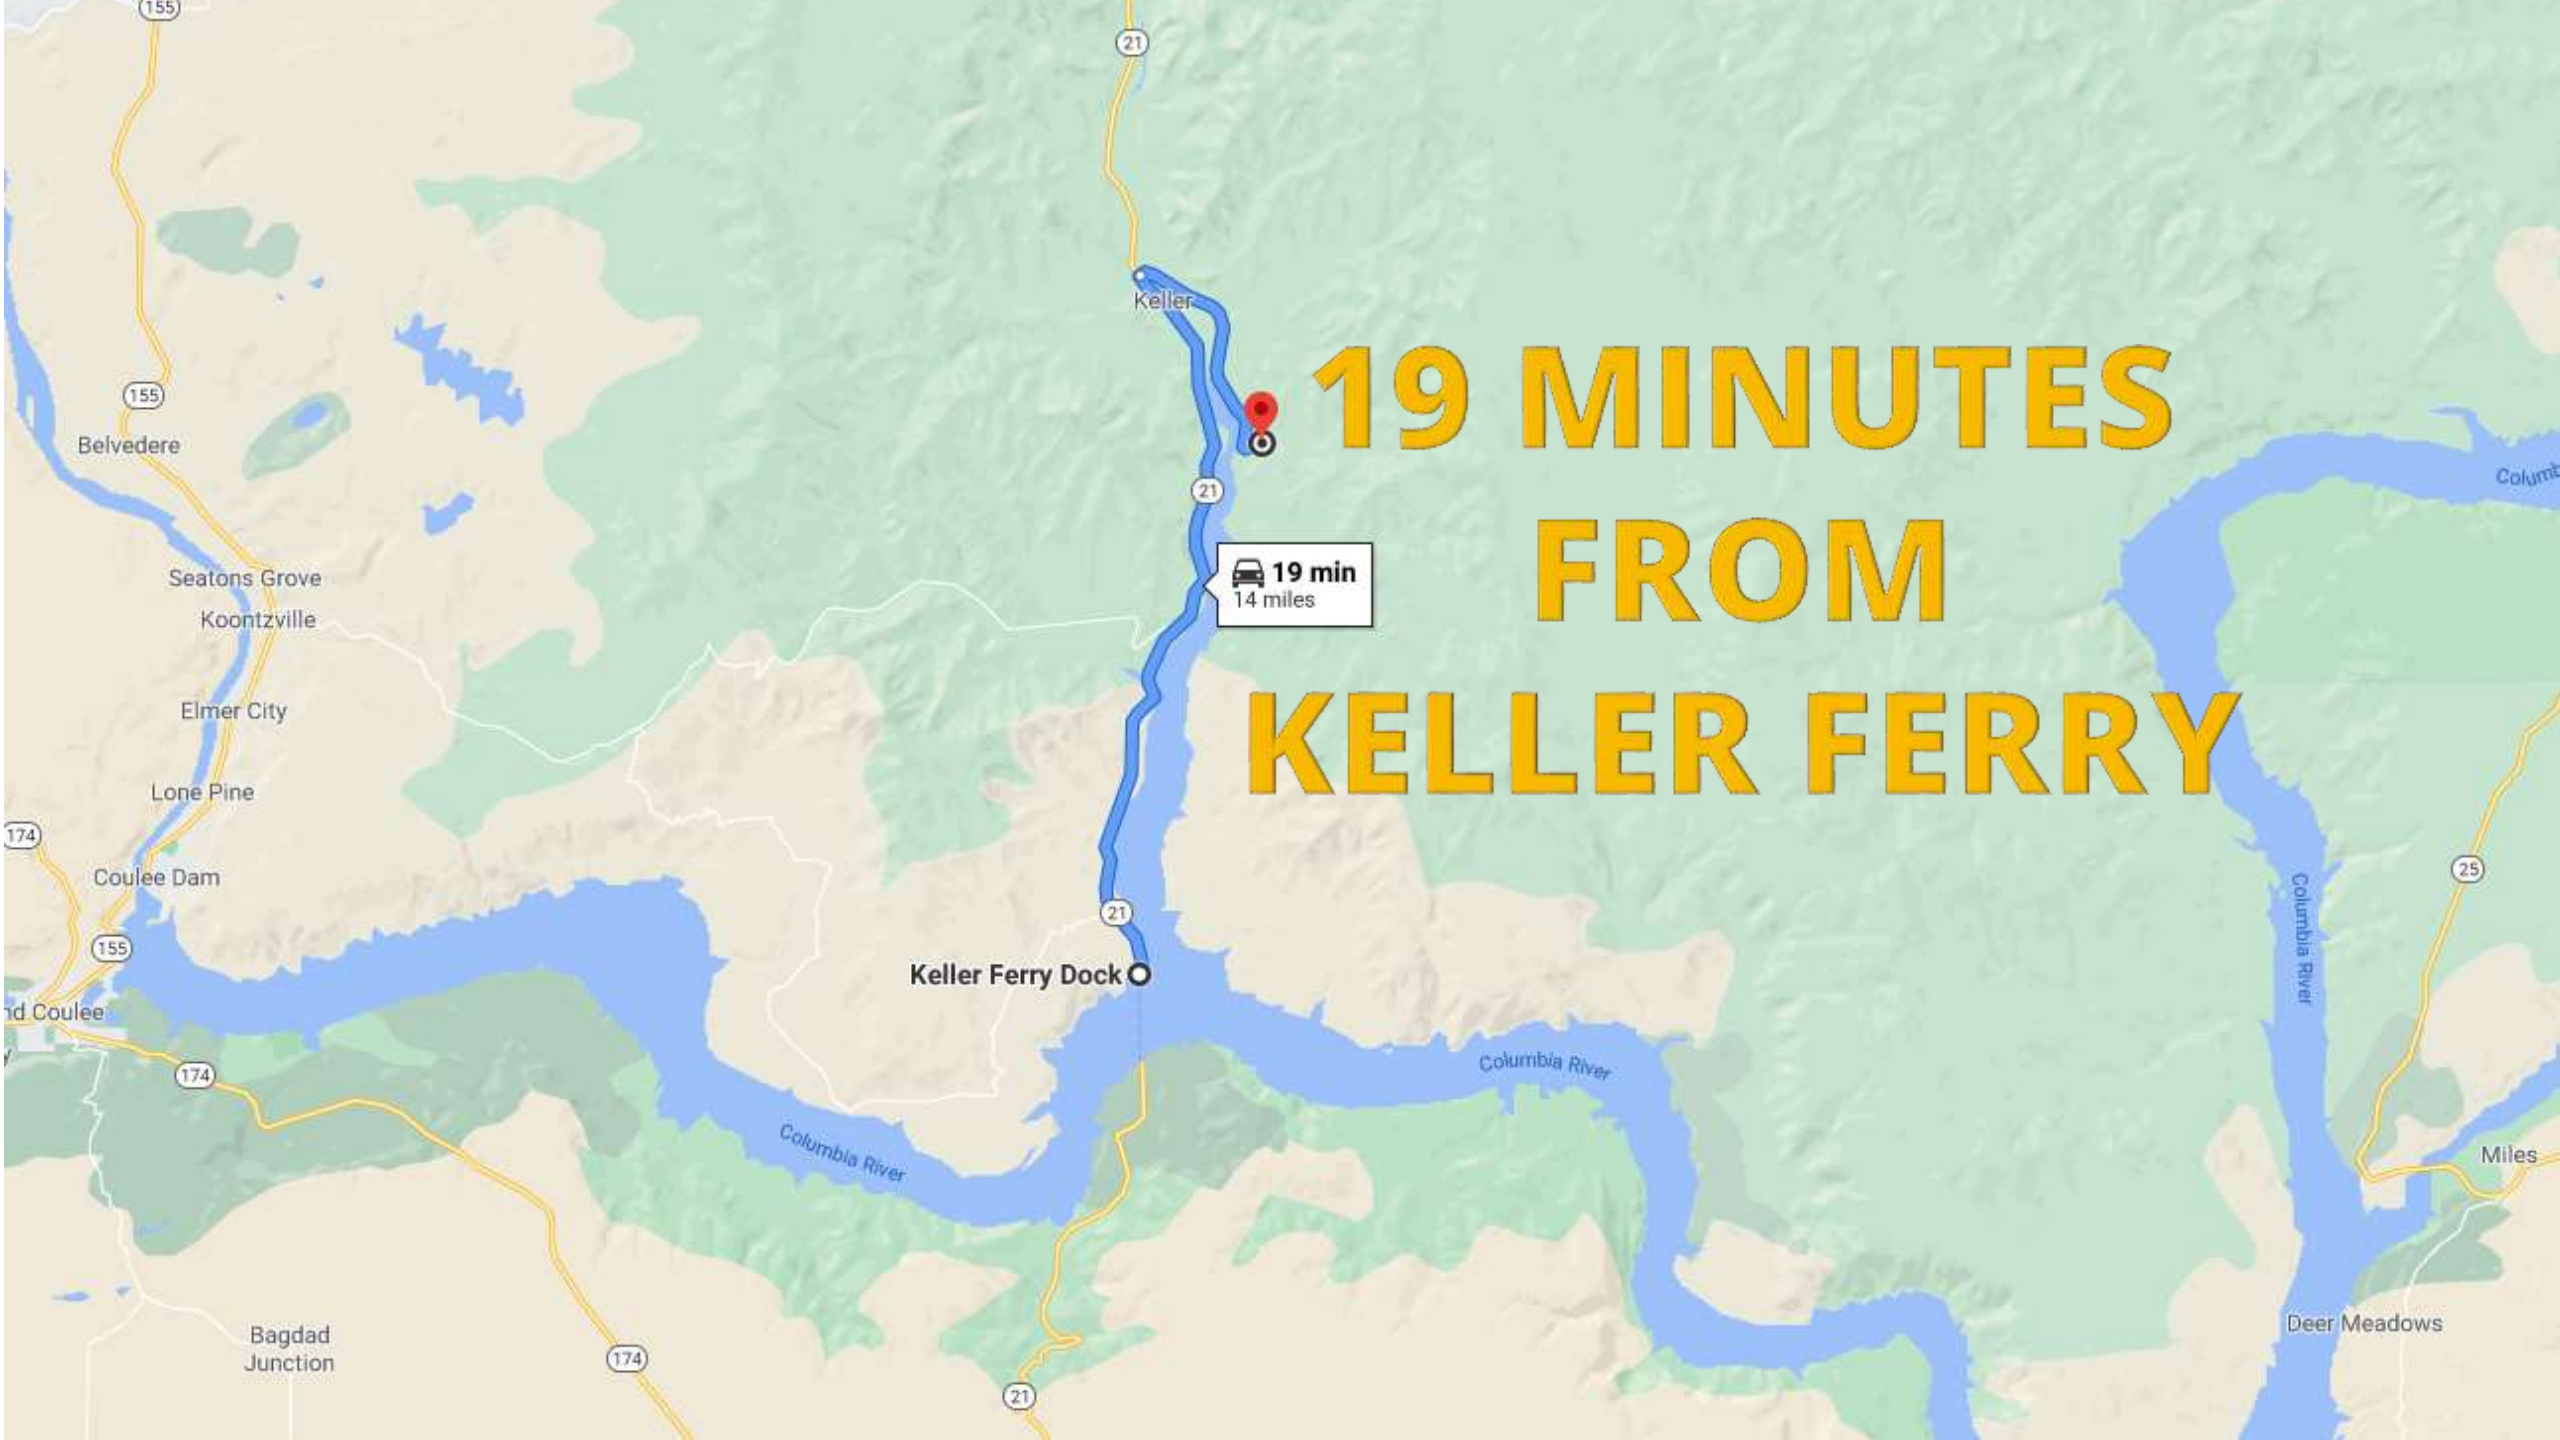 155
21
Keller
19 MINUTES
FROM
KELLER FERRY
155
Belvedere
21
19 min
14 miles
Seatons Grove
Koontzville
Elmer City
Lone Pine
174
Coulee Dam
155
21
Keller Ferry Dock
nd Coulee
y
174
Columbia River
Columbia River
Columbia River
Columb
25
Miles
Deer Meadows
Bagdad
Junction
174
21